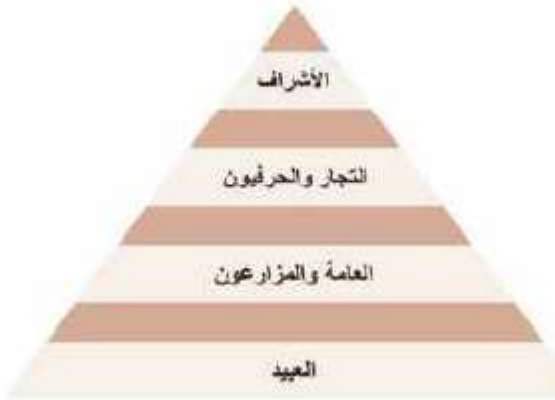 الأشراف
التجار والحرفيون
العامة والمزارعون
العبيد